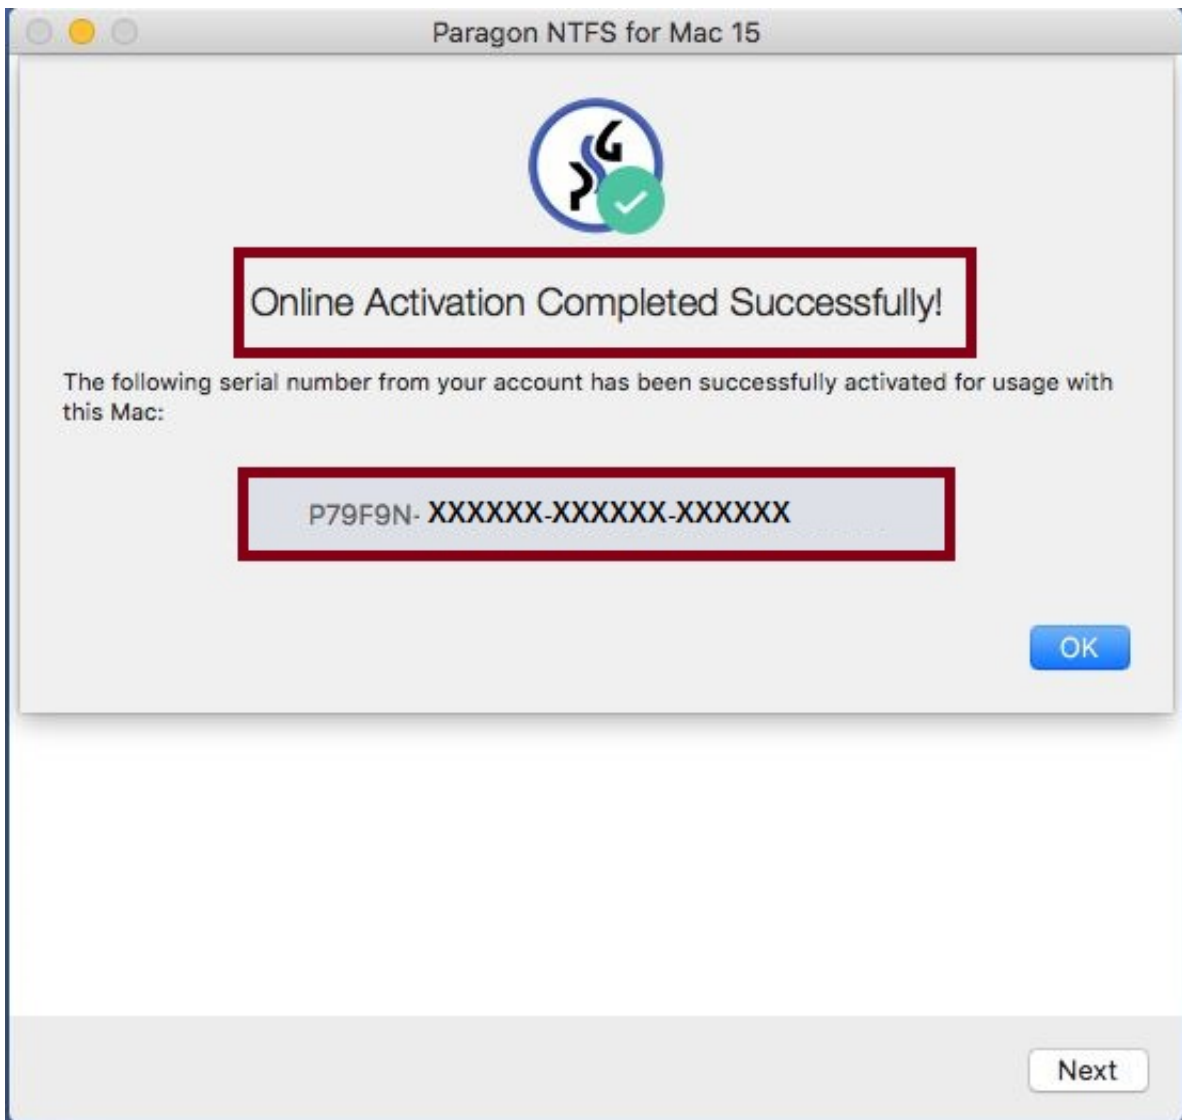 Paragon NTFS for Mac 15
Online Activation Completed Successfully!
The following serial number from your account has been successfully activated for usage with
this Mac:
P79F9N- XXXXXX-XXXXXX-XXXXXX
OK
Next